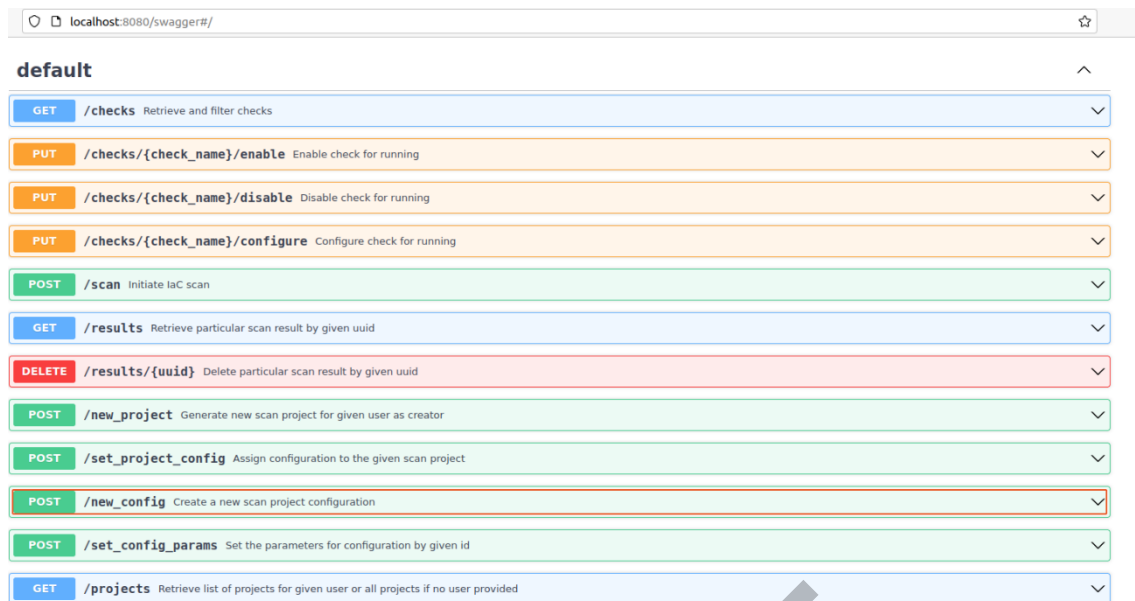 localhost:8080/swagger#/
default
GET /checks Retrieve and filter checks
PUT /checks/{check_name}/enable Enable check for running
PUT /checks/{check_name}/disable Disable check for running
PUT /checks/{check_name}/configure Configure check for running
POST /scan Initiate IaC scan
GET /results Retrieve particular scan result by given uuid
DELETE /results/{uuid} Delete particular scan result by given uuid
POST /new_project Generate new scan project for given user as creator
POST /set_project_config Assign configuration to the given scan project
POST /new_config Create a new scan project configuration
POST /set_config_params Set the parameters for configuration by given id
GET /projects Retrieve list of projects for given user or all projects if no user provided